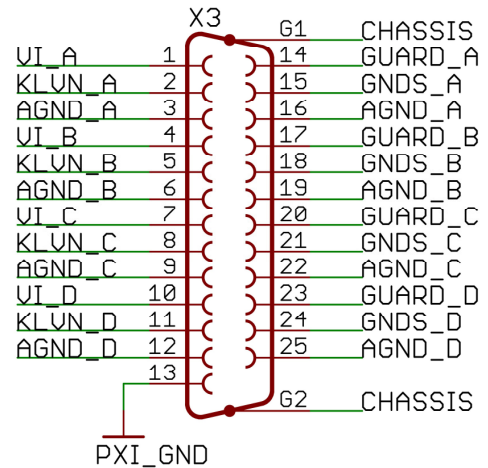 X3
G1 CHASSIS
VI_A 1 14 GUARD_A
KLVN_A 2 15 GNDS_A
AGND_A 3 16 AGND_A
VI_B 4 17 GUARD_B
KLVN_B 5 18 GNDS_B
AGND_B 6 19 AGND_B
VI_C 7 20 GUARD_C
KLVN_C 8 21 GNDS_C
AGND_C 9 22 AGND_C
VI_D 10 23 GUARD_D
KLVN_D 11 24 GNDS_D
AGND_D 12 25 AGND_D
13
G2 CHASSIS
PXI_GND